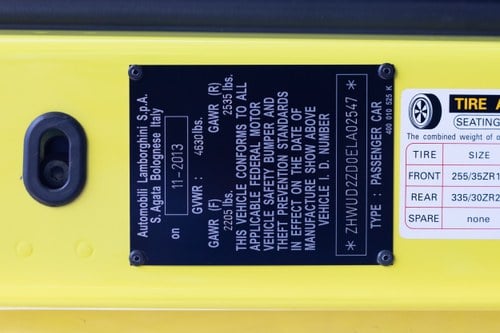 Automobili Lamborghini S.p.A.
S. Agata Bolognese Italy
on 11-2013
GVWR : 4630lbs.
GAWR (F) GAWR (R)
2205 lbs. 2535 lbs.
THIS VEHICLE CONFORMS TO ALL
APPLICABLE FEDERAL MOTOR
VEHICLE SAFETY BUMPER AND
THEFT PREVENTION STANDARDS
IN EFFECT ON THE DATE OF
MANUFACTURE SHOW ABOVE
VEHICLE I. D. NUMBER
*ZHWUD2ZD0ELA02547*
TYPE : PASSENGER CAR
400 010 525 K
TIRE A
SEATING
The combined weight of o
TIRE SIZE
FRONT 255/35ZR1
REAR 335/30ZR2
SPARE none